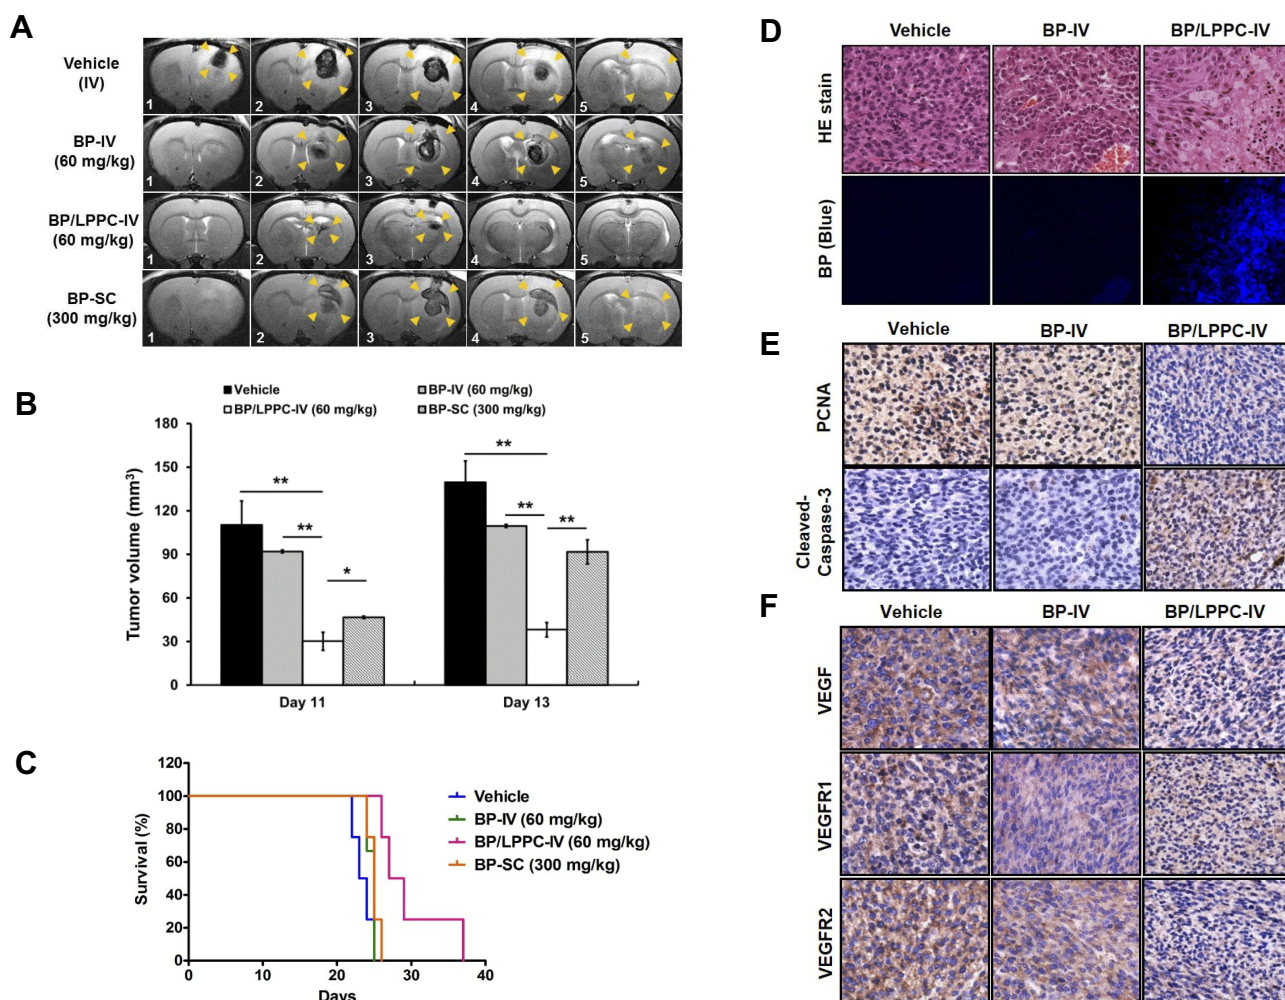 A
Vehicle
(IV)
1 2 3 4 5
BP-IV
(60 mg/kg)
1 2 3 4 5
BP/LPPC-IV
(60 mg/kg)
1 2 3 4 5
BP-SC
(300 mg/kg)
1 2 3 4 5
B
Vehicle
BP-IV (60 mg/kg)
BP/LPPC-IV (60 mg/kg)
BP-SC (300 mg/kg)
Tumor volume (mm³)
180
150
120
90
60
30
0
**
**
*
**
**
**
Day 11
Day 13
C
Survival (%)
120
100
80
60
40
20
0
0 10 20 30 40
Days
Vehicle
BP-IV (60 mg/kg)
BP/LPPC-IV (60 mg/kg)
BP-SC (300 mg/kg)
D
Vehicle BP-IV BP/LPPC-IV
HE stain
BP (Blue)
E
Vehicle BP-IV BP/LPPC-IV
PCNA
Cleaved-
Caspase-3
F
Vehicle BP-IV BP/LPPC-IV
VEGF
VEGFR1
VEGFR2